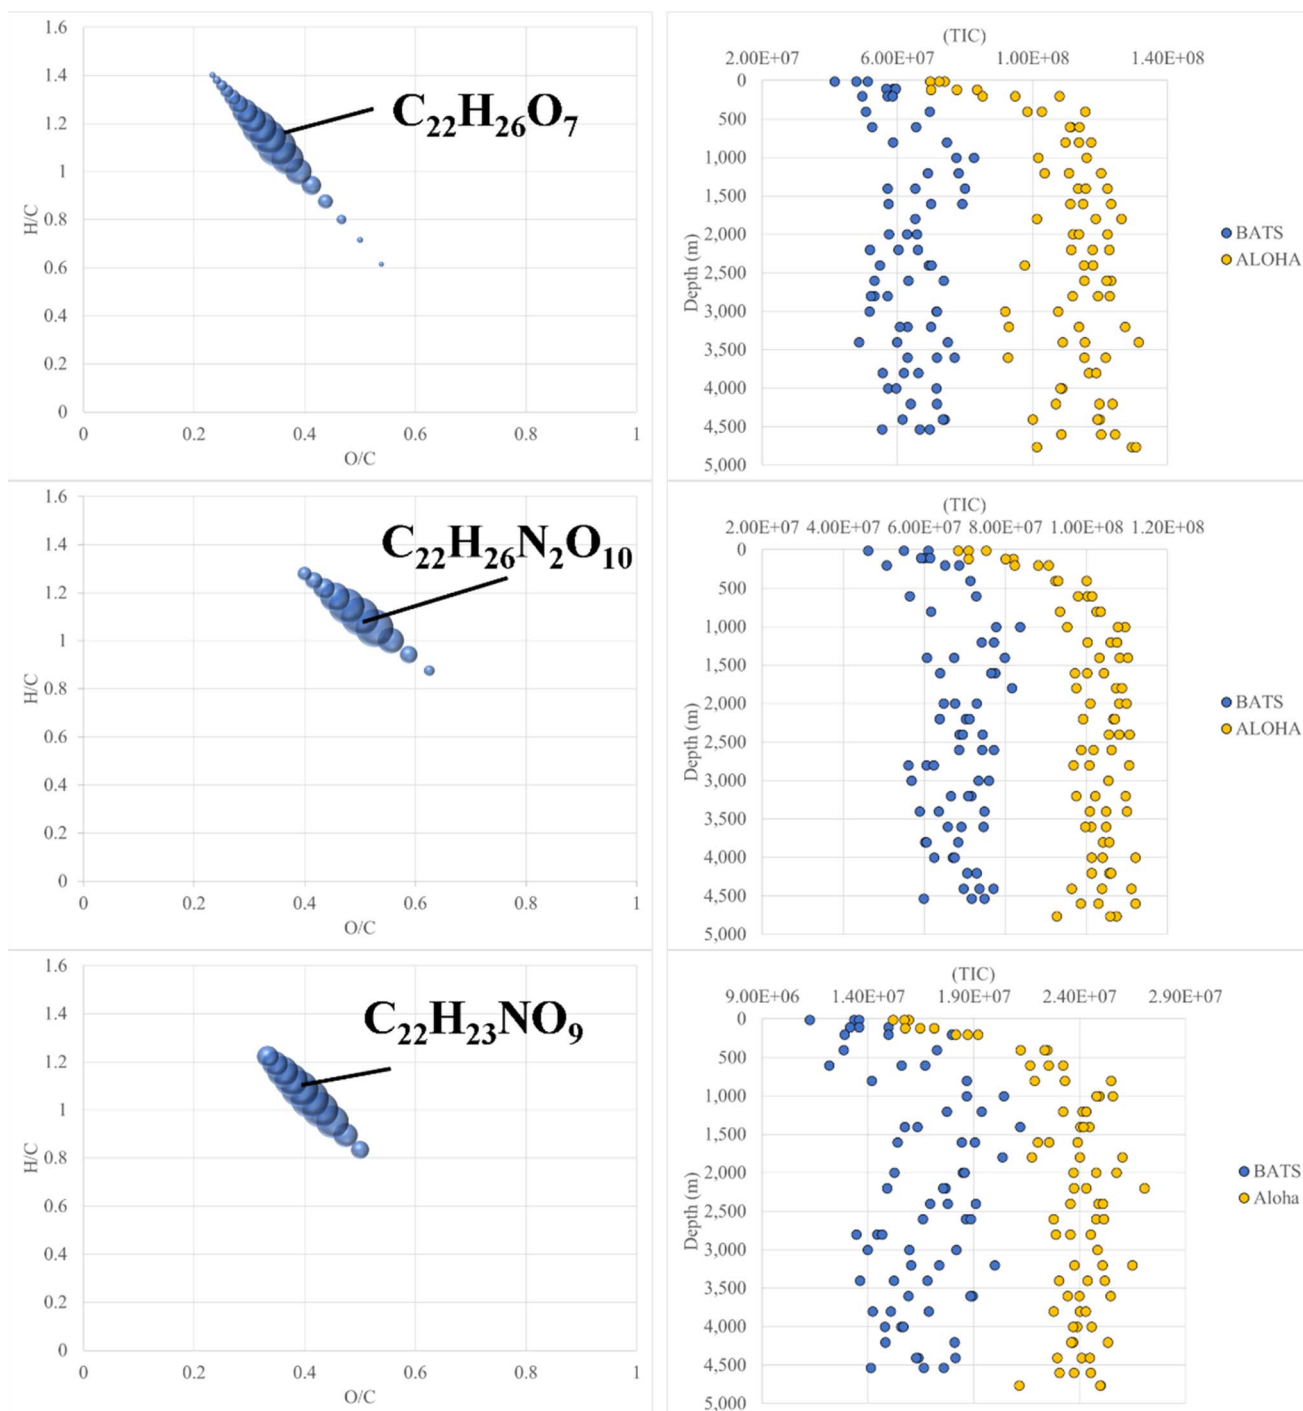 1.6
1.4
1.2
1
0.8
0.6
0.4
0.2
0
H/C
0 0.2 0.4 0.6 0.8 1
O/C
C₂₂H₂₆O₇
(TIC)
2.00E+07 6.00E+07 1.00E+08 1.40E+08
0
500
1,000
1,500
2,000
2,500
3,000
3,500
4,000
4,500
5,000
Depth (m)
BATS
ALOHA
1.6
1.4
1.2
1
0.8
0.6
0.4
0.2
0
H/C
0 0.2 0.4 0.6 0.8 1
O/C
C₂₂H₂₆N₂O₁₀
(TIC)
2.00E+07 4.00E+07 6.00E+07 8.00E+07 1.00E+08 1.20E+08
0
500
1,000
1,500
2,000
2,500
3,000
3,500
4,000
4,500
5,000
Depth (m)
BATS
ALOHA
1.6
1.4
1.2
1
0.8
0.6
0.4
0.2
0
H/C
0 0.2 0.4 0.6 0.8 1
O/C
C₂₂H₂₃NO₉
(TIC)
9.00E+06 1.40E+07 1.90E+07 2.40E+07 2.90E+07
0
500
1,000
1,500
2,000
2,500
3,000
3,500
4,000
4,500
5,000
Depth (m)
BATS
Aloha